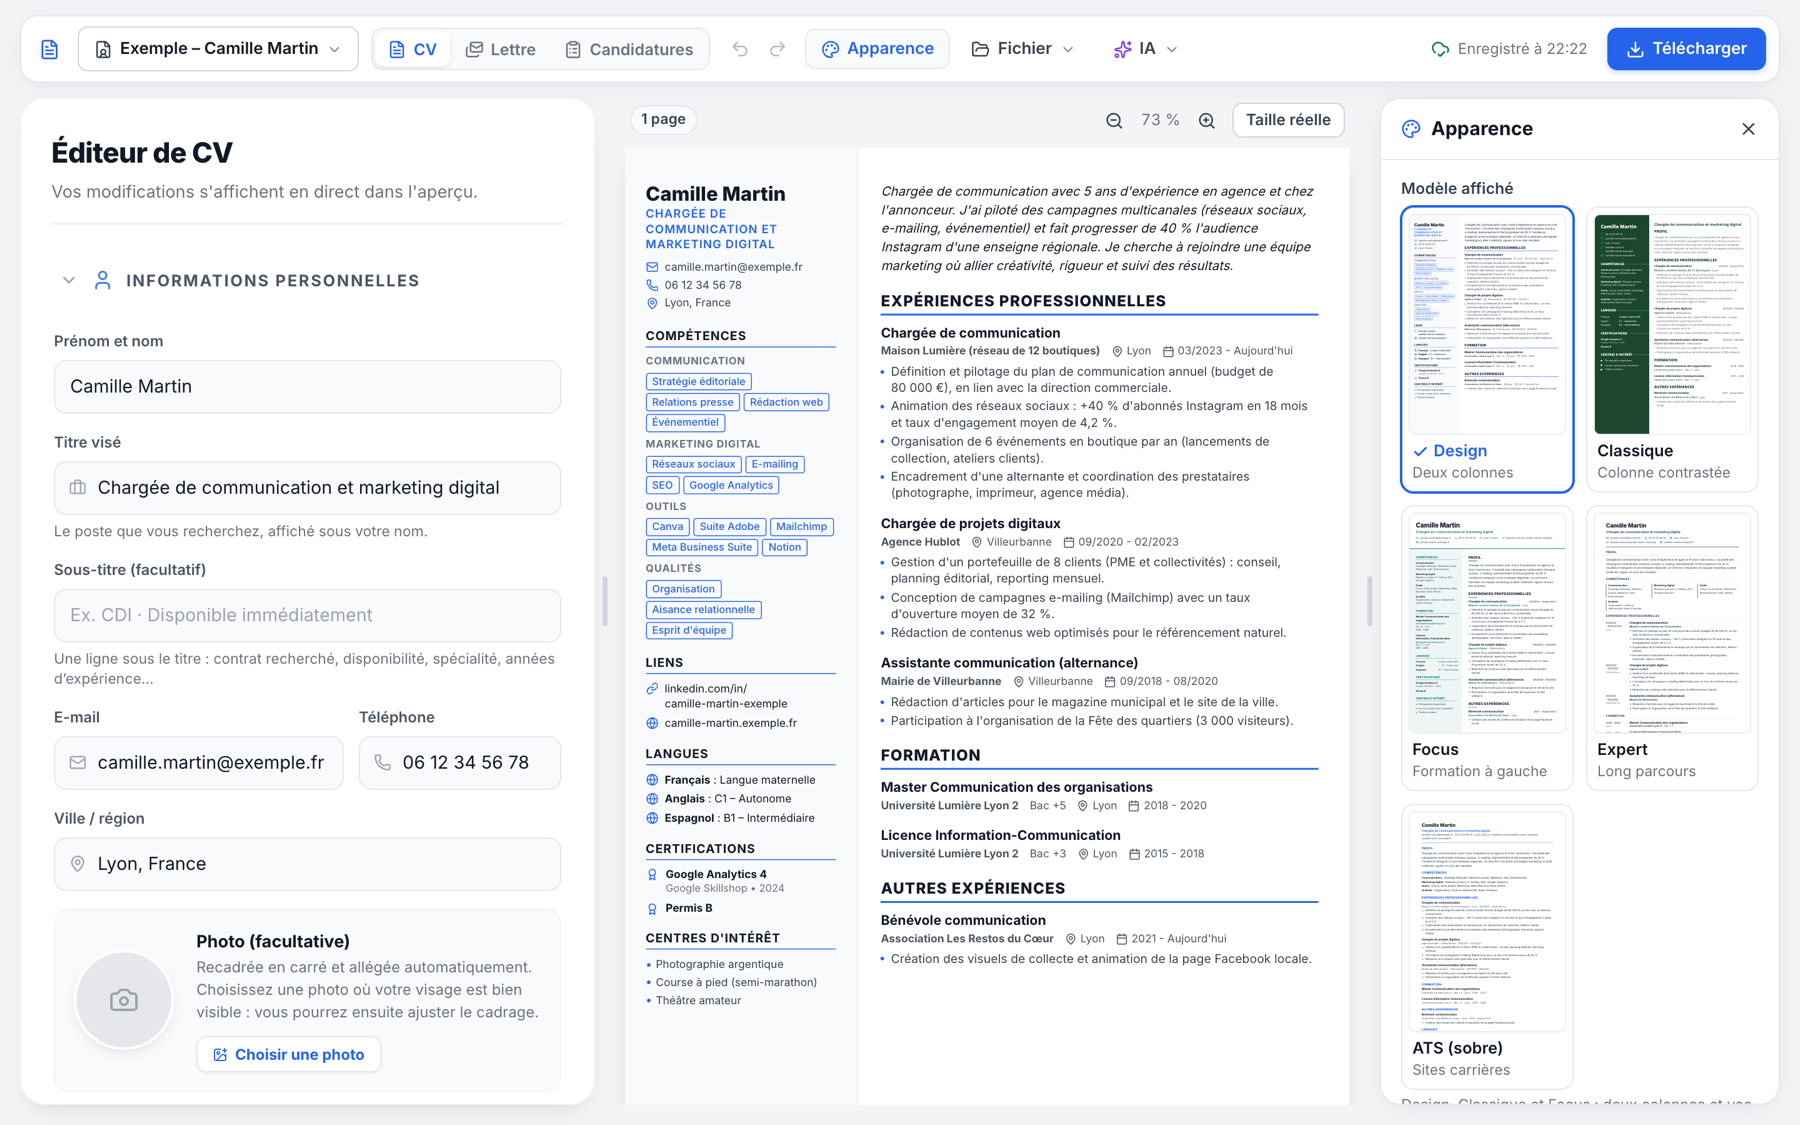 Exemple – Camille Martin
CV
Lettre
Candidatures
Apparence
Fichier
IA
Enregistré à 22:22
Télécharger
Éditeur de CV
Vos modifications s'affichent en direct dans l'aperçu.
INFORMATIONS PERSONNELLES
Prénom et nom
Camille Martin
Titre visé
Chargée de communication et marketing digital
Le poste que vous recherchez, affiché sous votre nom.
Sous-titre (facultatif)
Ex. CDI · Disponible immédiatement
Une ligne sous le titre : contrat recherché, disponibilité, spécialité, années
d’expérience…
E-mail
Téléphone
camille.martin@exemple.fr
06 12 34 56 78
Ville / région
Lyon, France
Photo (facultative)
Recadrée en carré et allégée automatiquement.
Choisissez une photo où votre visage est bien
visible : vous pourrez ensuite ajuster le cadrage.
Choisir une photo
1 page
73 %
Taille réelle
Camille Martin
CHARGÉE DE
COMMUNICATION ET
MARKETING DIGITAL
camille.martin@exemple.fr
06 12 34 56 78
Lyon, France
COMPÉTENCES
COMMUNICATION
Stratégie éditoriale
Relations presse
Rédaction web
Événementiel
MARKETING DIGITAL
Réseaux sociaux
E-mailing
SEO
Google Analytics
OUTILS
Canva
Suite Adobe
Mailchimp
Meta Business Suite
Notion
QUALITÉS
Organisation
Aisance relationnelle
Esprit d'équipe
LIENS
linkedin.com/in/
camille-martin-exemple
camille-martin.exemple.fr
LANGUES
Français : Langue maternelle
Anglais : C1 – Autonome
Espagnol : B1 – Intermédiaire
CERTIFICATIONS
Google Analytics 4
Google Skillshop • 2024
Permis B
CENTRES D'INTÉRÊT
• Photographie argentique
• Course à pied (semi-marathon)
• Théâtre amateur
Chargée de communication avec 5 ans d'expérience en agence et chez
l'annonceur. J'ai piloté des campagnes multicanales (réseaux sociaux,
e-mailing, événementiel) et fait progresser de 40 % l'audience
Instagram d'une enseigne régionale. Je cherche à rejoindre une équipe
marketing où allier créativité, rigueur et suivi des résultats.
EXPÉRIENCES PROFESSIONNELLES
Chargée de communication
Maison Lumière (réseau de 12 boutiques) Lyon 03/2023 - Aujourd'hui
• Définition et pilotage du plan de communication annuel (budget de
80 000 €), en lien avec la direction commerciale.
• Animation des réseaux sociaux : +40 % d'abonnés Instagram en 18 mois
et taux d'engagement moyen de 4,2 %.
• Organisation de 6 événements en boutique par an (lancements de
collection, ateliers clients).
• Encadrement d'une alternante et coordination des prestataires
(photographe, imprimeur, agence média).
Chargée de projets digitaux
Agence Hublot Villeurbanne 09/2020 - 02/2023
• Gestion d'un portefeuille de 8 clients (PME et collectivités) : conseil,
planning éditorial, reporting mensuel.
• Conception de campagnes e-mailing (Mailchimp) avec un taux
d'ouverture moyen de 32 %.
• Rédaction de contenus web optimisés pour le référencement naturel.
Assistante communication (alternance)
Mairie de Villeurbanne Villeurbanne 09/2018 - 08/2020
• Rédaction d'articles pour le magazine municipal et le site de la ville.
• Participation à l'organisation de la Fête des quartiers (3 000 visiteurs).
FORMATION
Master Communication des organisations
Université Lumière Lyon 2 Bac +5 Lyon 2018 - 2020
Licence Information-Communication
Université Lumière Lyon 2 Bac +3 Lyon 2015 - 2018
AUTRES EXPÉRIENCES
Bénévole communication
Association Les Restos du Cœur Lyon 2021 - Aujourd'hui
• Création des visuels de collecte et animation de la page Facebook locale.
Apparence
Modèle affiché
Design
Deux colonnes
Classique
Colonne contrastée
Focus
Formation à gauche
Expert
Long parcours
ATS (sobre)
Sites carrières